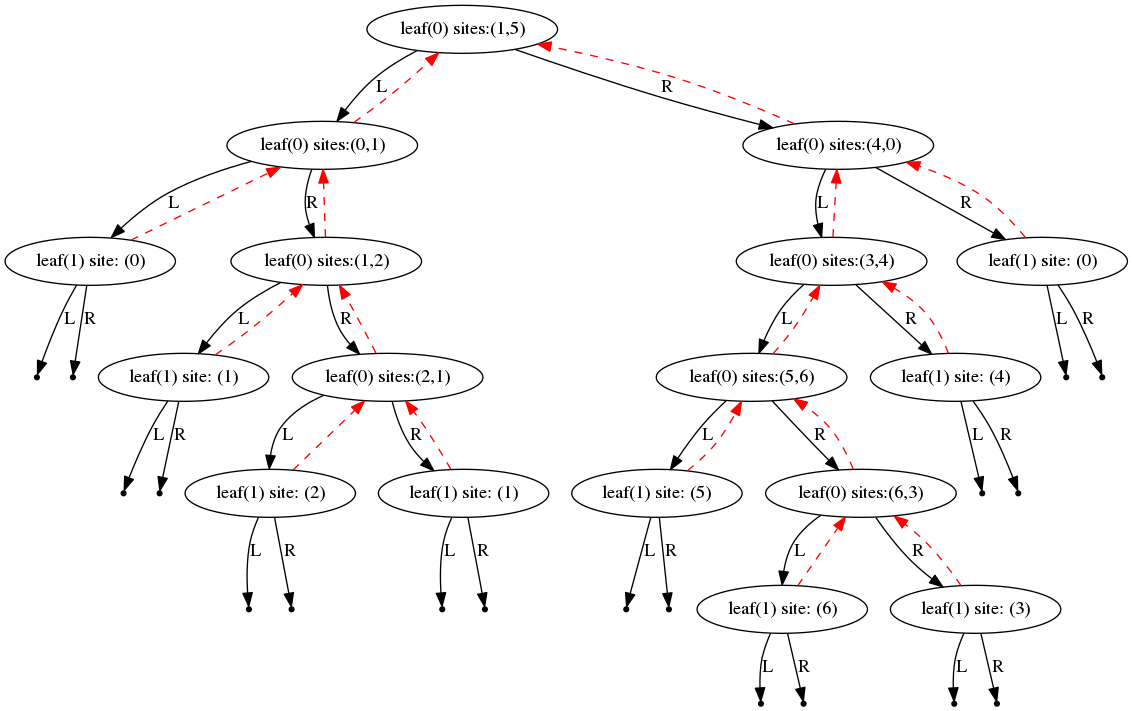 leaf(0) sites:(1,5)
L
R
leaf(0) sites:(0,1)
leaf(0) sites:(4,0)
L
R
L
R
leaf(1) site: (0)
leaf(0) sites:(1,2)
leaf(0) sites:(3,4)
leaf(1) site: (0)
L
R
L
R
L
R
L
R
leaf(1) site: (1)
leaf(0) sites:(2,1)
leaf(0) sites:(5,6)
leaf(1) site: (4)
L
R
L
R
L
R
L
R
leaf(1) site: (2)
leaf(1) site: (1)
leaf(1) site: (5)
leaf(0) sites:(6,3)
L
R
L
R
L
R
L
R
leaf(1) site: (6)
leaf(1) site: (3)
L
R
L
R